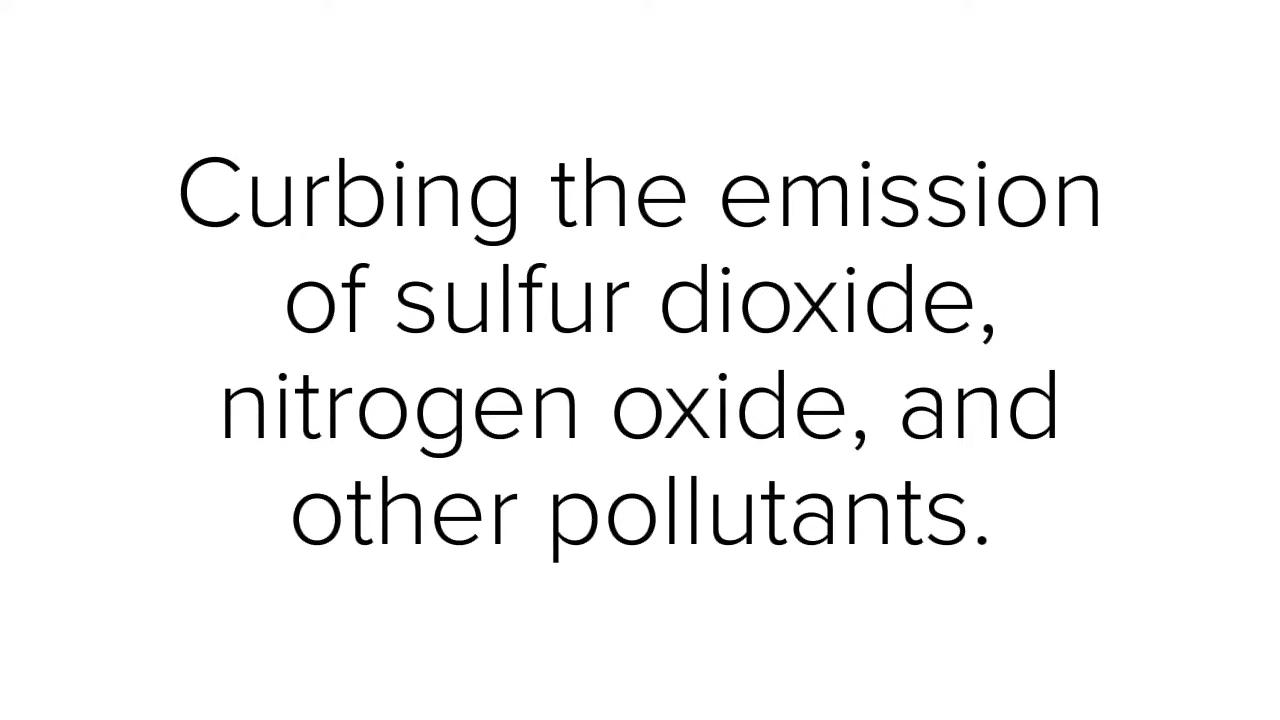 Curbing the emission
of sulfur dioxide,
nitrogen oxide, and
other pollutants.